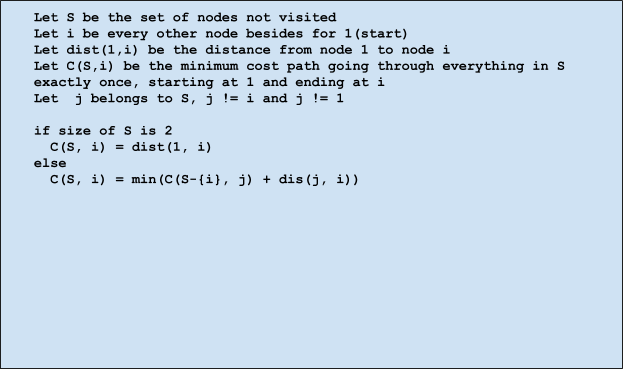 Let S be the set of nodes not visited
Let i be every other node besides for 1(start)
Let dist(1,i) be the distance from node 1 to node i
Let C(S,i) be the minimum cost path going through everything in S
exactly once, starting at 1 and ending at i
Let  j belongs to S, j != i and j != 1
if size of S is 2
  C(S, i) = dist(1, i)
else
  C(S, i) = min(C(S-{i}, j) + dis(j, i))